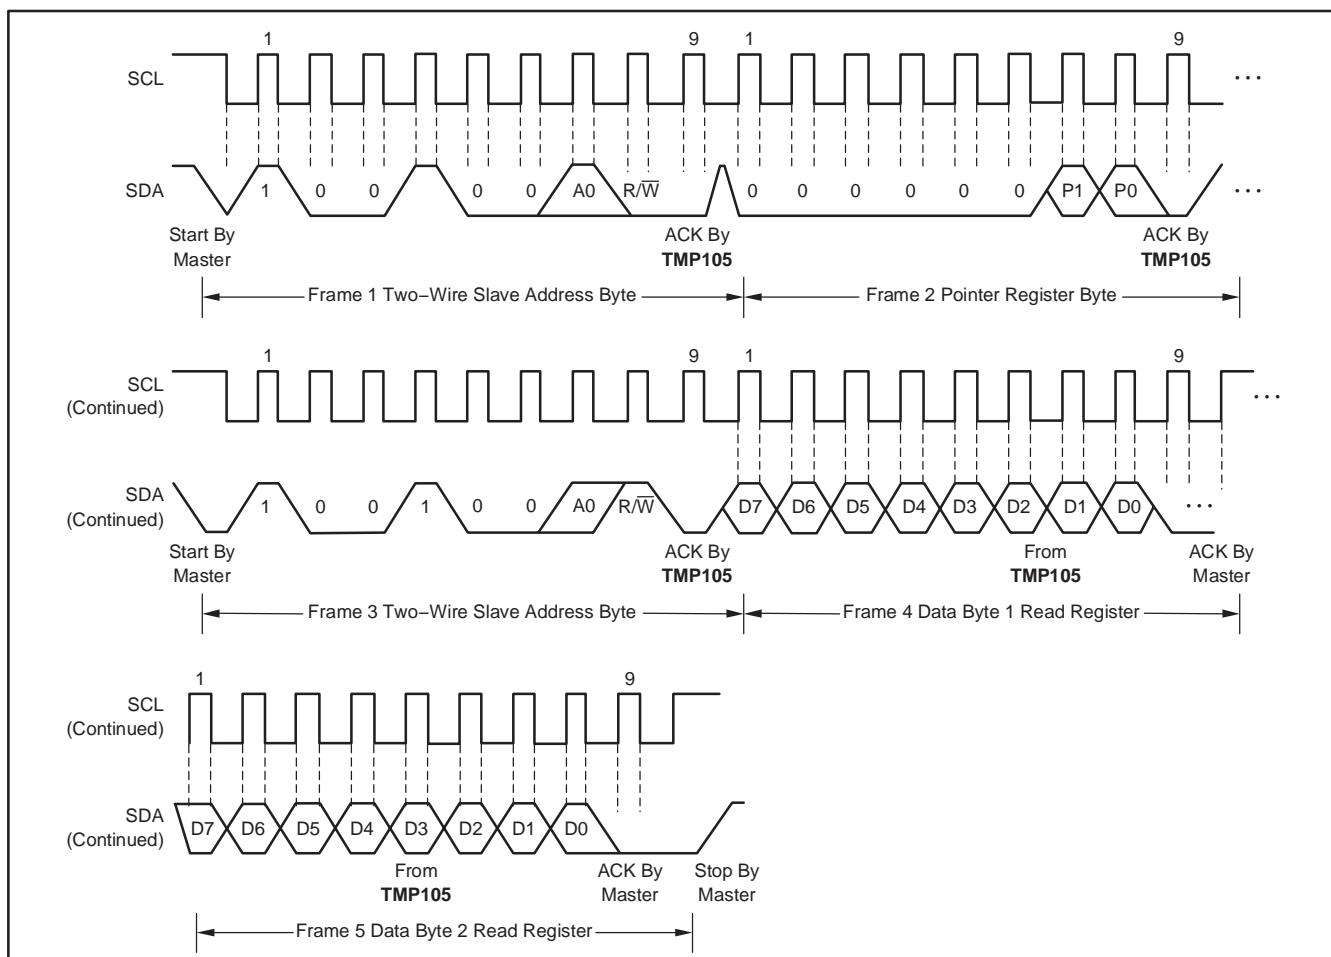 1 9 1 9
SCL ...
SDA 1 0 0 0 0 A0 R/W̅ 0 0 0 0 0 0 P1 P0 ...
Start By ACK By ACK By
Master TMP105 TMP105
Frame 1 Two−Wire Slave Address Byte Frame 2 Pointer Register Byte
1 9 1 9
SCL
(Continued) ...
SDA
(Continued) 1 0 0 1 0 0 A0 R/W̅ D7 D6 D5 D4 D3 D2 D1 D0 ...
Start By ACK By From ACK By
Master TMP105 TMP105 Master
Frame 3 Two−Wire Slave Address Byte Frame 4 Data Byte 1 Read Register
1 9
SCL
(Continued)
SDA
(Continued) D7 D6 D5 D4 D3 D2 D1 D0
From ACK By Stop By
TMP105 Master Master
Frame 5 Data Byte 2 Read Register